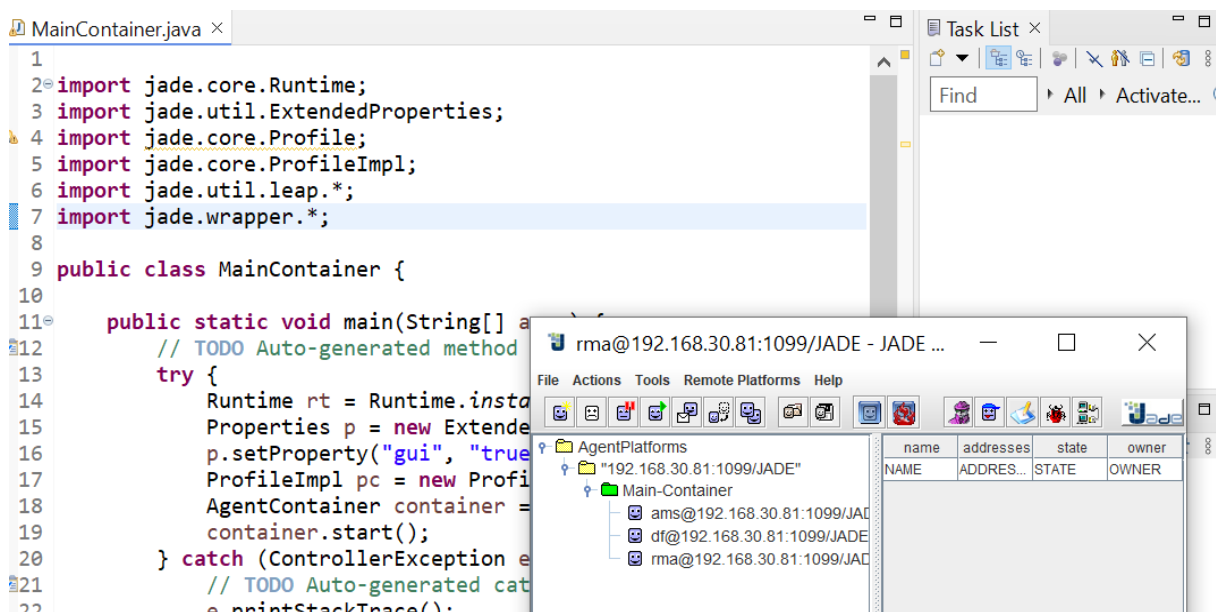 MainContainer.java
1
2 import jade.core.Runtime;
3 import jade.util.ExtendedProperties;
4 import jade.core.Profile;
5 import jade.core.ProfileImpl;
6 import jade.util.leap.*;
7 import jade.wrapper.*;
8
9 public class MainContainer {
10
11 public static void main(String[] a
12 // TODO Auto-generated method
13 try {
14 Runtime rt = Runtime.insta
15 Properties p = new Extende
16 p.setProperty("gui", "true
17 ProfileImpl pc = new Profi
18 AgentContainer container =
19 container.start();
20 } catch (ControllerException e
21 // TODO Auto-generated cat
22 e.printStackTrace();
Task List
Find All Activate...
rma@192.168.30.81:1099/JADE - JADE ...
File Actions Tools Remote Platforms Help
Jade
AgentPlatforms
"192.168.30.81:1099/JADE"
Main-Container
ams@192.168.30.81:1099/JAD
df@192.168.30.81:1099/JADE
rma@192.168.30.81:1099/JAD
name addresses state owner
NAME ADDRES... STATE OWNER